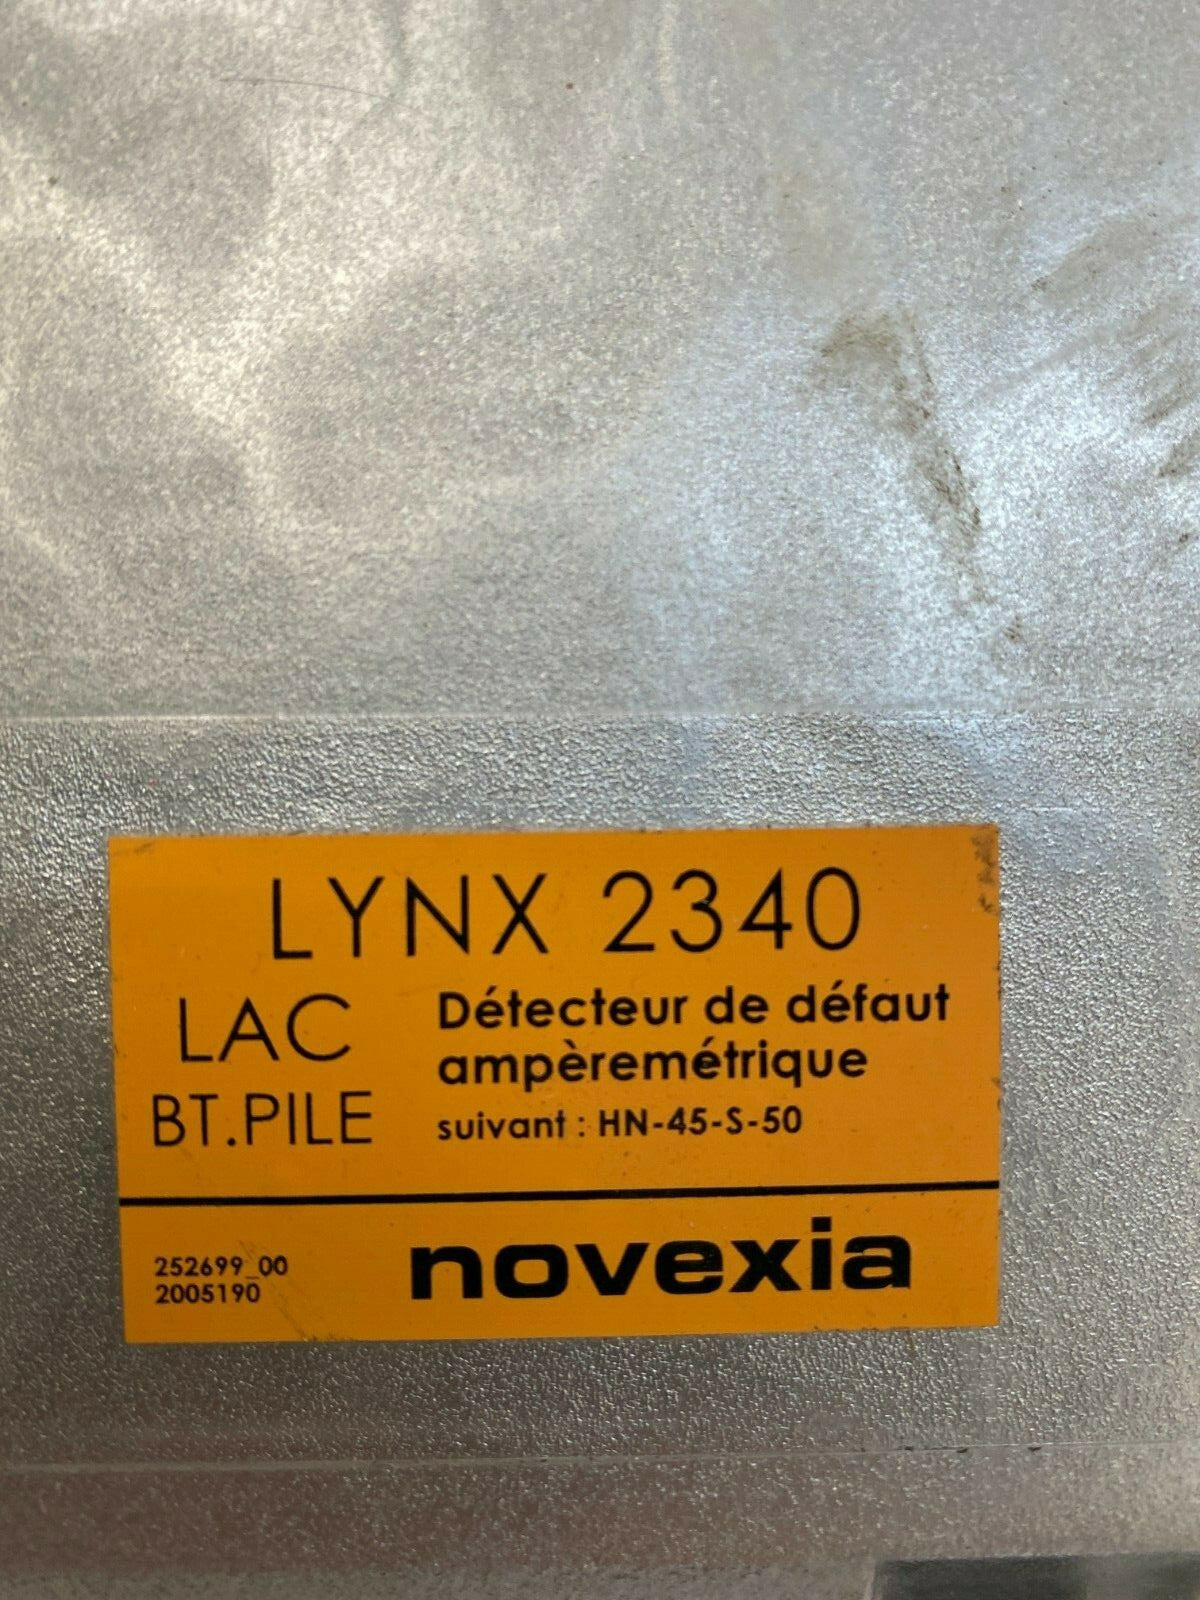 LYNX 2340
LAC
BT.PILE
Détecteur de défaut
ampèremétrique
suivant : HN-45-S-50
252699_00
2005190
novexia